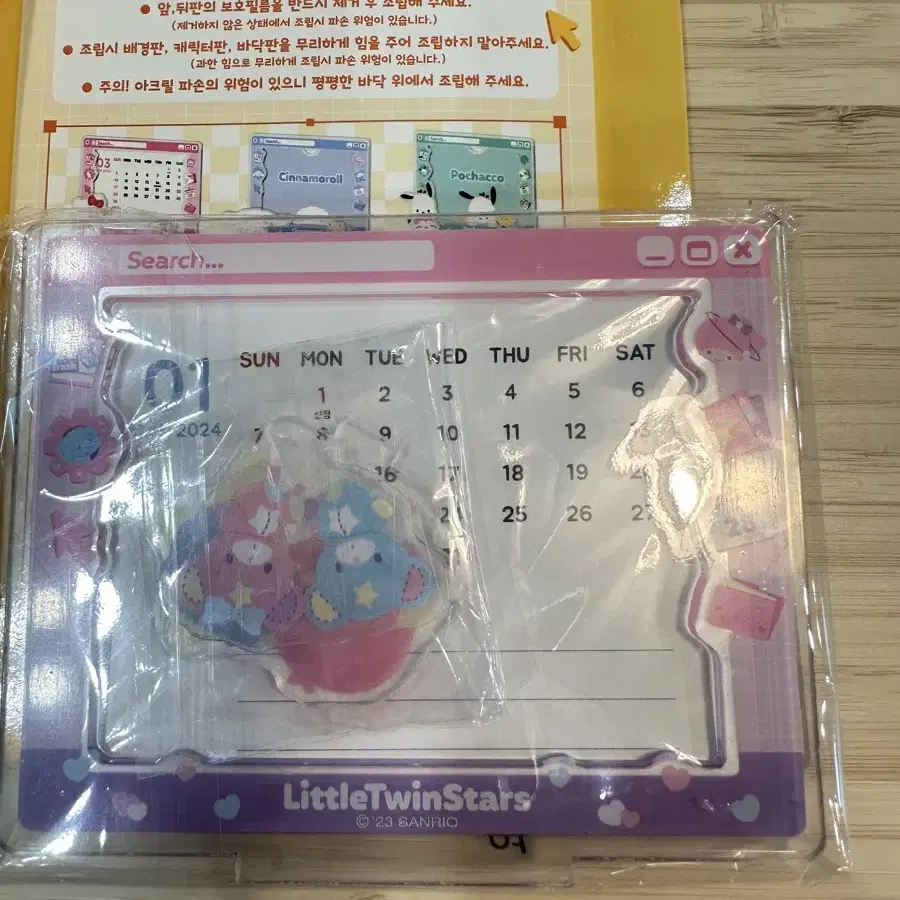 ● 앞,뒤판의 보호필름을 반드시 제거 후 조립해 주세요.
(제거하지 않은 상태에서 조립시 파손 위험이 있습니다.)
● 조립시 배경판, 캐릭터판, 바닥판을 무리하게 힘을 주어 조립하지 말아주세요.
(과한 힘으로 무리하게 조립시 파손 위험이 있습니다.)
● 주의! 아크릴 파손의 위험이 있으니 평평한 바닥 위에서 조립해 주세요.
03
Cinnamoroll
Pochacco
Search...
01
2024
SUN MON TUE WED THU FRI SAT
1 2 3 4 5 6
신정
7 8 9 10 11 12 13
16 17 18 19
24 25 26 27
LittleTwinStars
© '23 SANRIO